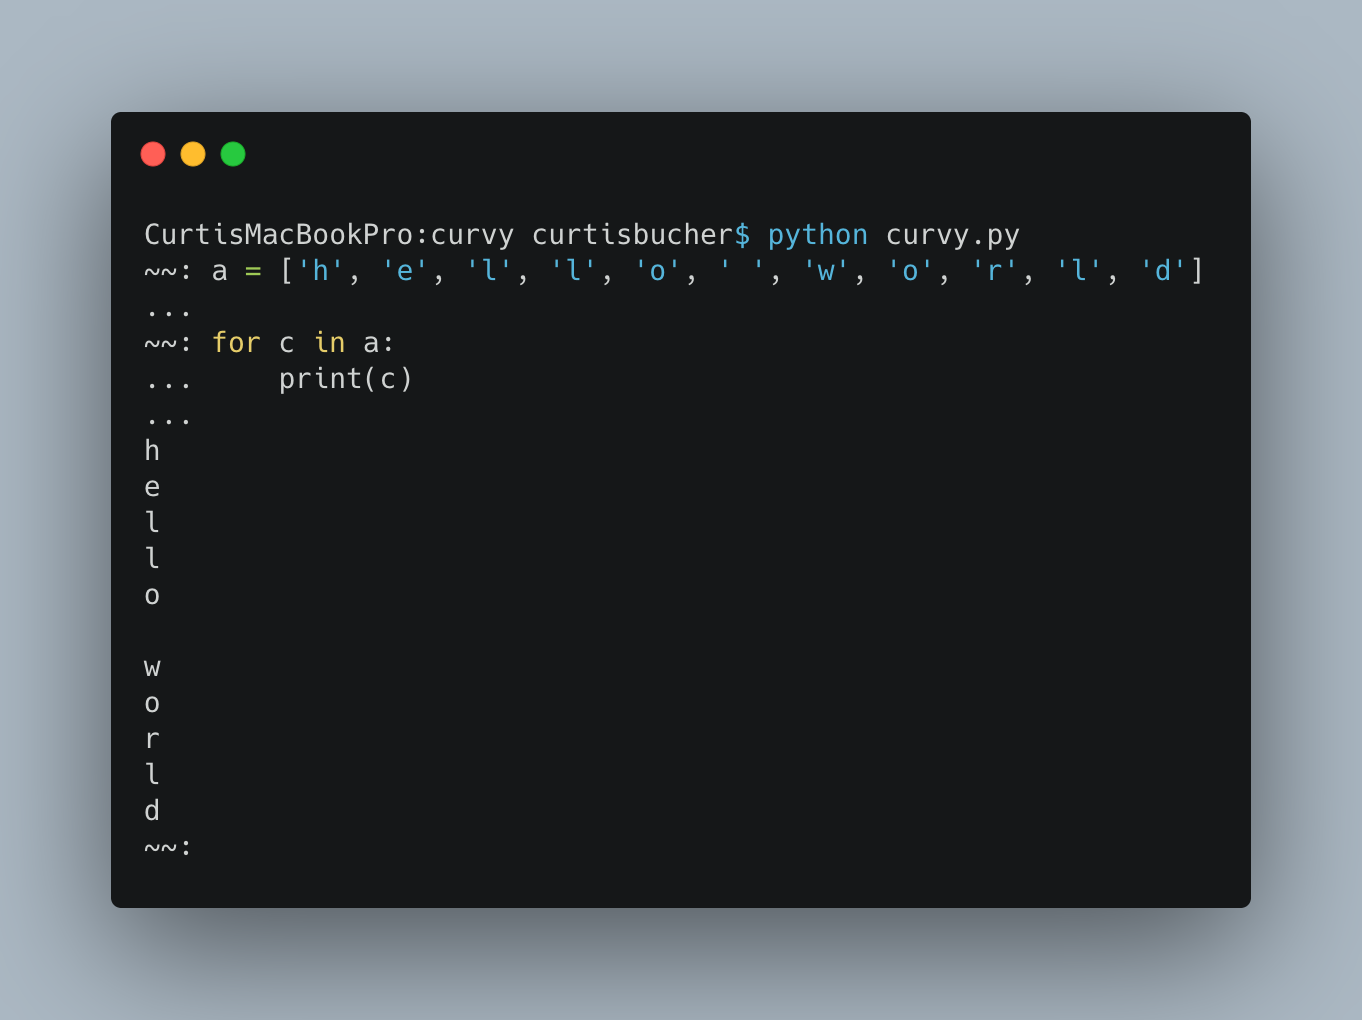 CurtisMacBookPro:curvy curtisbucher$ python curvy.py
~~: a = ['h', 'e', 'l', 'l', 'o', ' ', 'w', 'o', 'r', 'l', 'd']
...
~~: for c in a:
...     print(c)
...
h
e
l
l
o

w
o
r
l
d
~~: